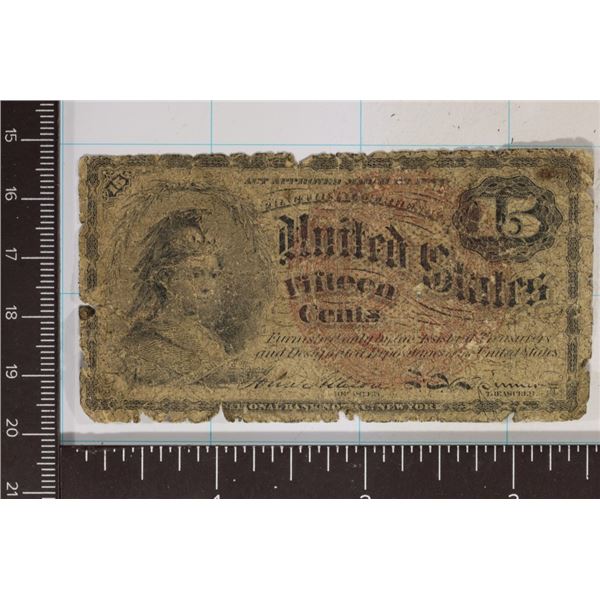 15
ACT APPROVED MARCH 3, 1863.
FRACTIONAL CURRENCY
15
United States
Fifteen
Cents
Furnished only by the Assistant Treasurers
and Designated Depositaries of the United States
REGISTER.
TREASURER.
NATIONAL BANK NOTE CO. NEW YORK
15
16
17
18
19
20
21
1
2
3